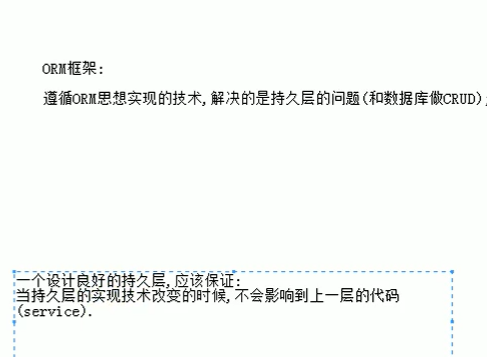 ORM框架:
遵循ORM思想实现的技术,解决的是持久层的问题(和数据库做CRUD);
一个设计良好的持久层,应该保证:
当持久层的实现技术改变的时候,不会影响到上一层的代码
(service).